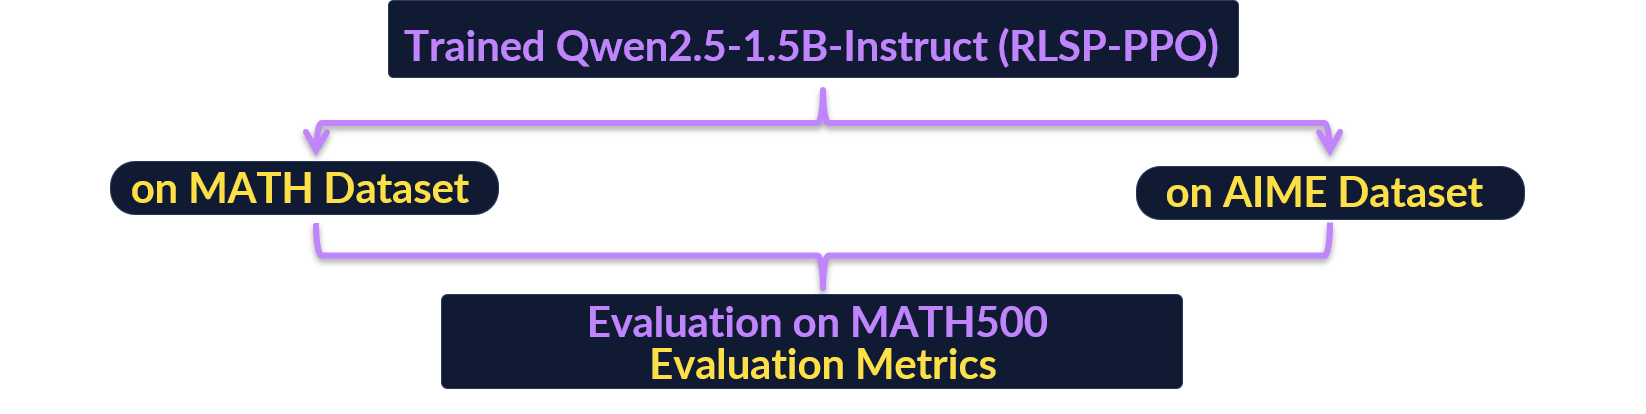 Trained Qwen2.5-1.5B-Instruct (RLSP-PPO)
on MATH Dataset
on AIME Dataset
Evaluation on MATH500
Evaluation Metrics